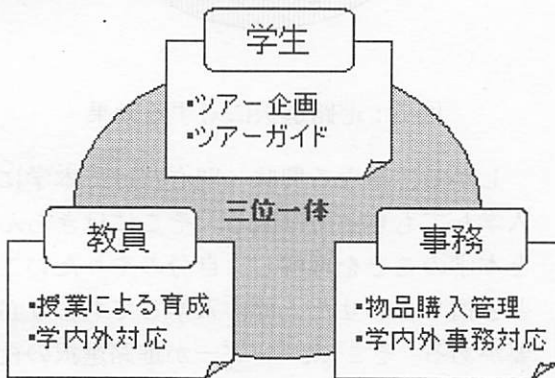 学生
▪ツアー企画
▪ツアーガイド
三位一体
教員
▪授業による育成
▪学内外対応
事務
▪物品購入管理
▪学内外事務対応